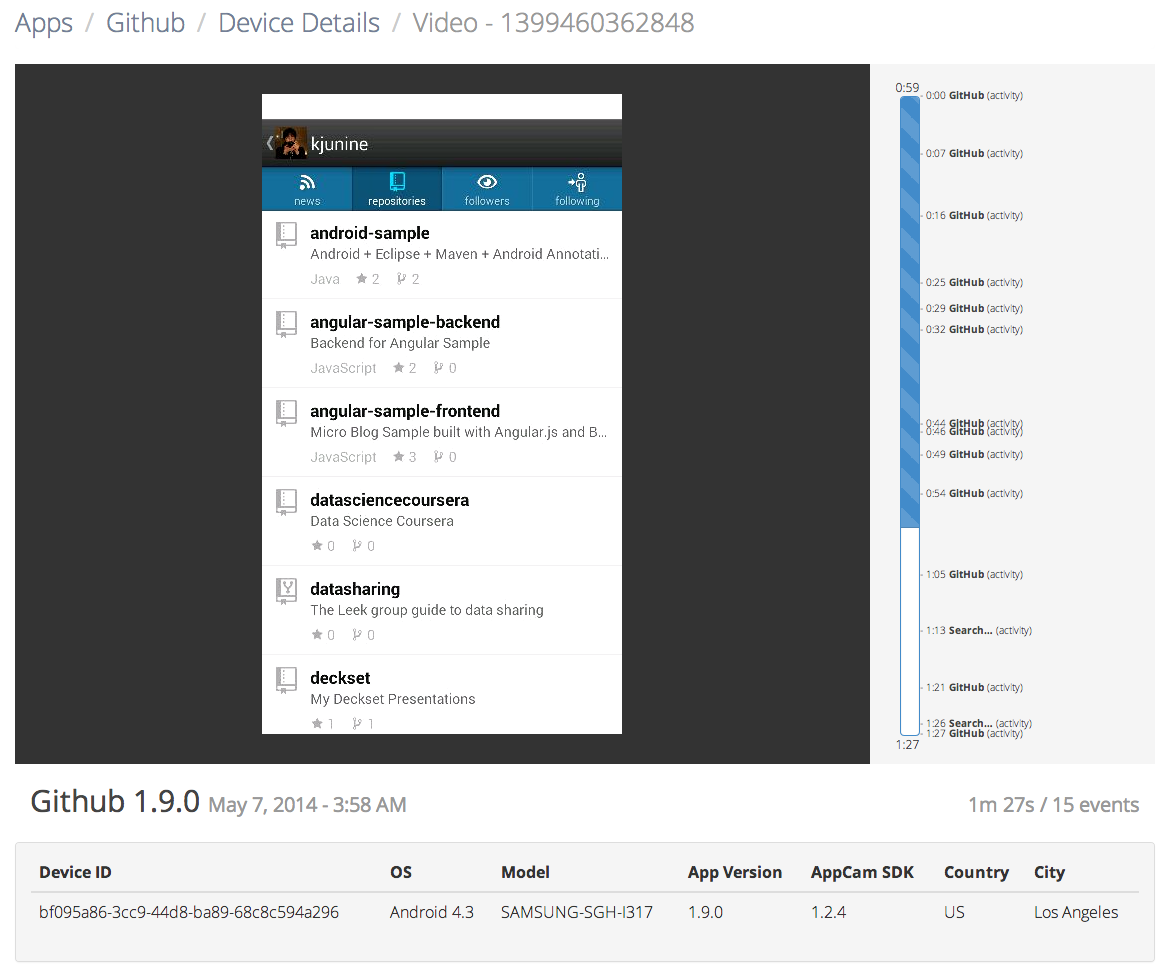 Apps / Github / Device Details / Video - 1399460362848
kjunine
news
repositories
followers
following
android-sample
Android + Eclipse + Maven + Android Annotati...
Java 2 2
angular-sample-backend
Backend for Angular Sample
JavaScript 2 0
angular-sample-frontend
Micro Blog Sample built with Angular.js and B...
JavaScript 3 0
datasciencecoursera
Data Science Coursera
0 0
datasharing
The Leek group guide to data sharing
0 0
deckset
My Deckset Presentations
1 1
0:59
0:00 GitHub (activity)
0:07 GitHub (activity)
0:16 GitHub (activity)
0:25 GitHub (activity)
0:29 GitHub (activity)
0:32 GitHub (activity)
0:44 GitHub (activity)
0:46 GitHub (activity)
0:49 GitHub (activity)
0:54 GitHub (activity)
1:05 GitHub (activity)
1:13 Search... (activity)
1:21 GitHub (activity)
1:26 Search... (activity)
1:27 GitHub (activity)
1:27
Github 1.9.0 May 7, 2014 - 3:58 AM
1m 27s / 15 events
Device ID OS Model App Version AppCam SDK Country City
bf095a86-3cc9-44d8-ba89-68c8c594a296 Android 4.3 SAMSUNG-SGH-I317 1.9.0 1.2.4 US Los Angeles